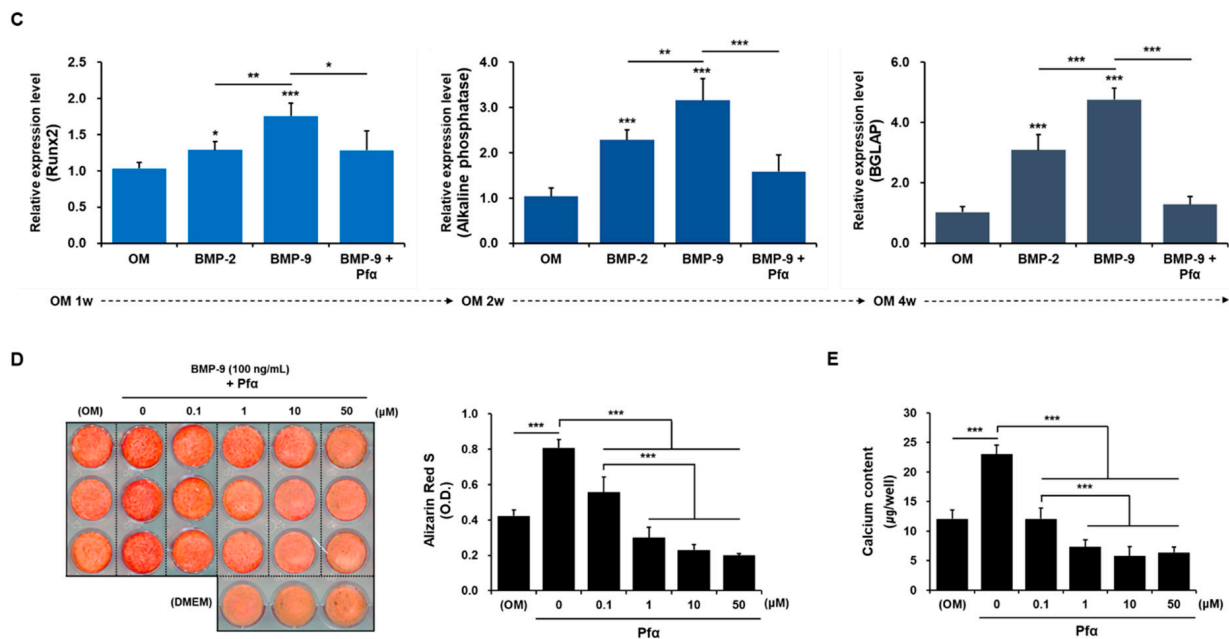 C
Relative expression level
(Runx2)
2.5
2.0
1.5
1.0
0.5
0.0
**
*
*
***
OM
BMP-2
BMP-9
BMP-9 +
Pfα
Relative expression level
(Alkaline phosphatase)
4.0
3.0
2.0
1.0
0.0
**
***
***
***
OM
BMP-2
BMP-9
BMP-9 +
Pfα
Relative expression level
(BGLAP)
6.0
4.0
2.0
0.0
***
***
***
***
OM
BMP-2
BMP-9
BMP-9 +
Pfα
OM 1w
OM 2w
OM 4w
D
BMP-9 (100 ng/mL)
+ Pfα
(OM) 0 0.1 1 10 50 (μM)
(DMEM)
Alizarin Red S
(O.D.)
1.0
0.8
0.6
0.4
0.2
0.0
***
***
***
(OM) 0 0.1 1 10 50 (μM)
Pfα
E
Calcium content
(μg/well)
30
25
20
15
10
5
0
***
***
***
(OM) 0 0.1 1 10 50 (μM)
Pfα